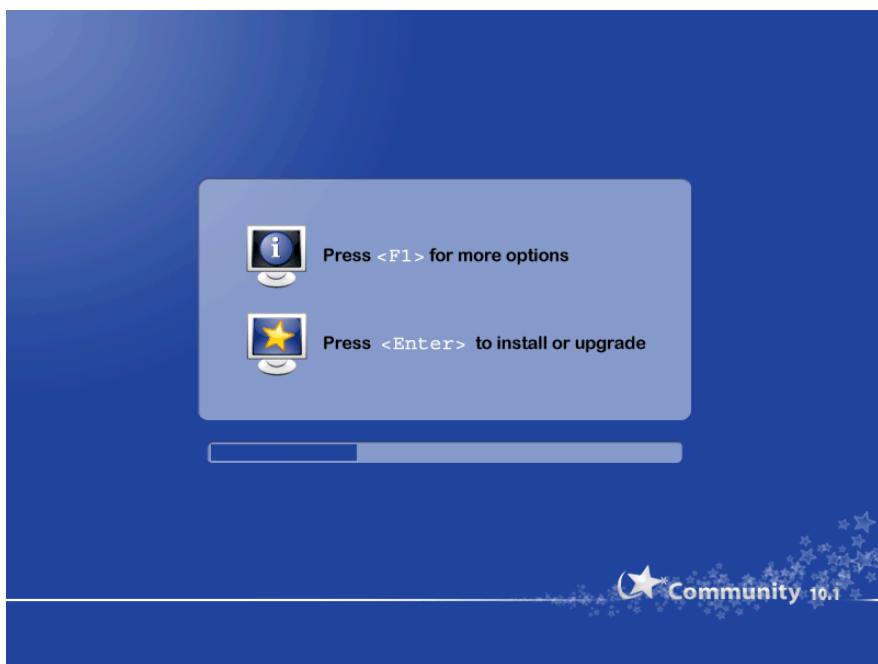 Press <F1> for more options
Press <Enter> to install or upgrade
Community 10.1